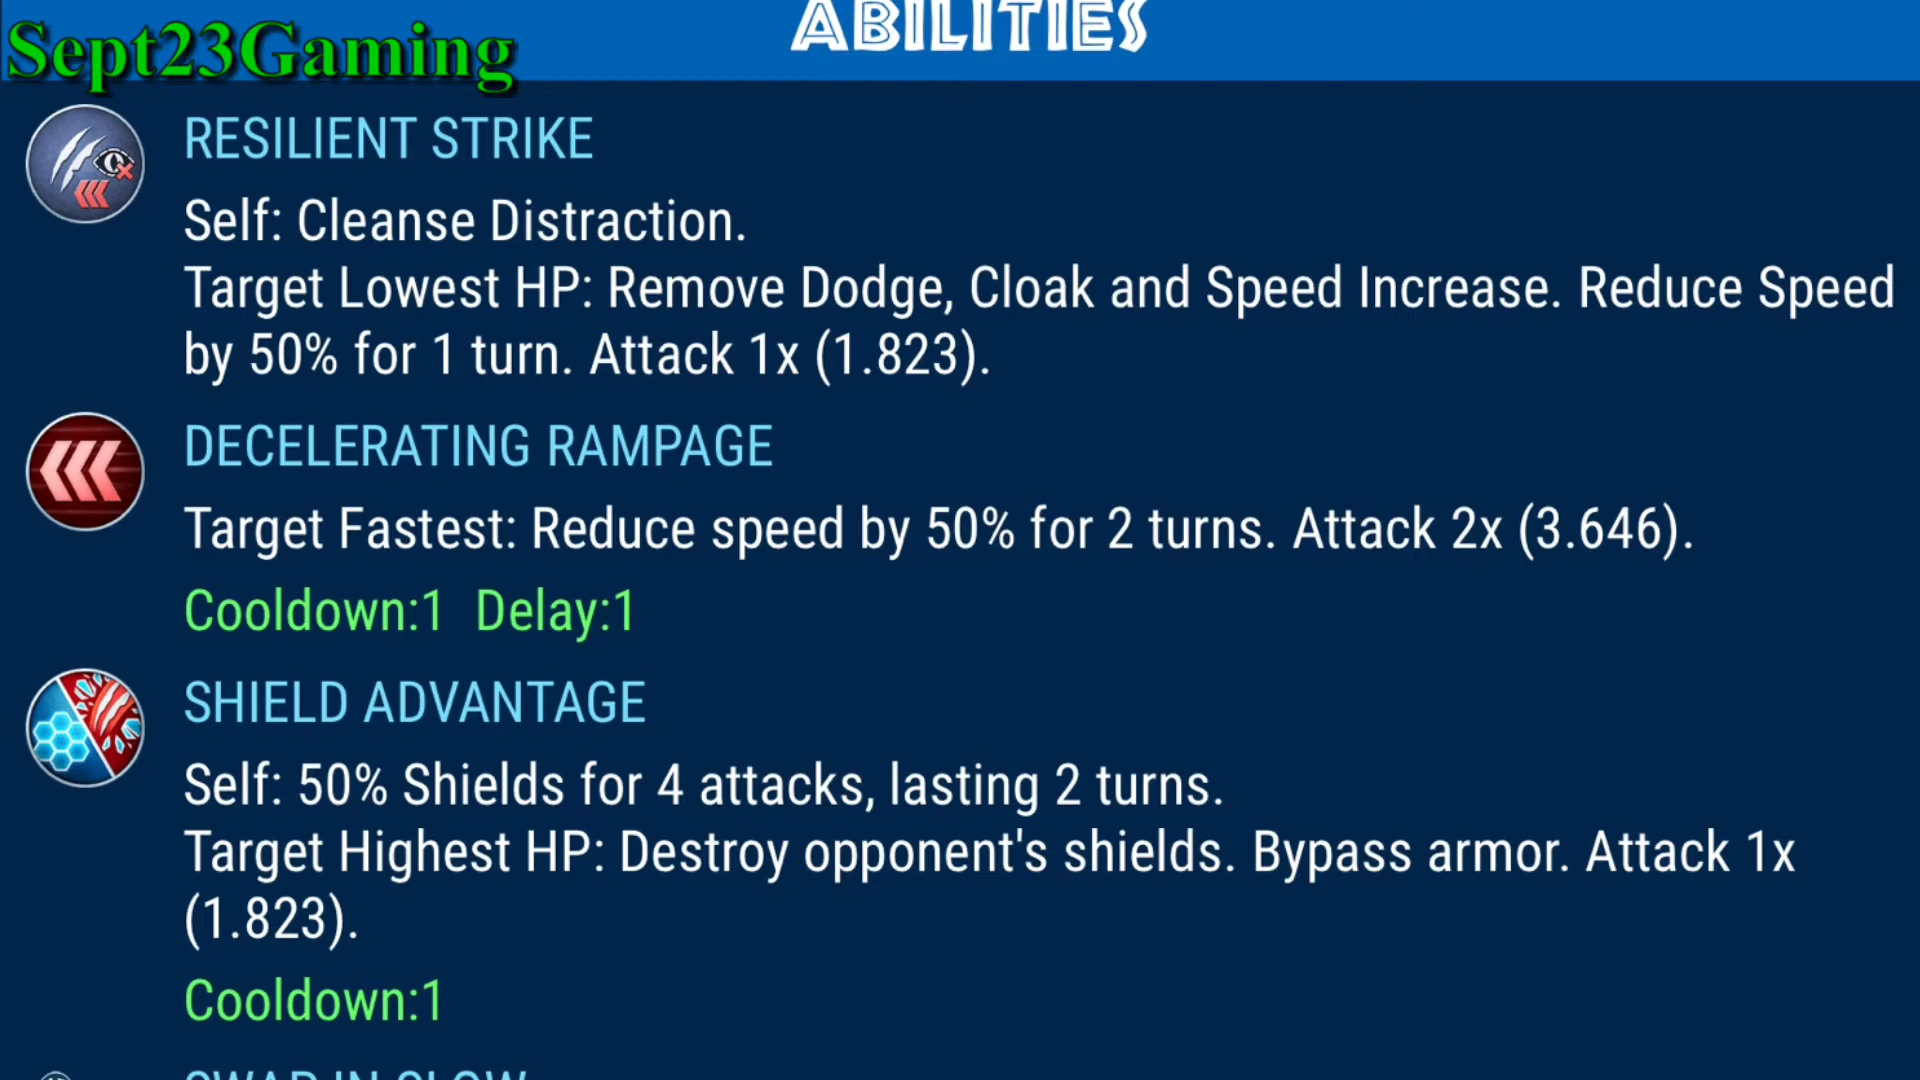 ABILITIES
Sept23Gaming
RESILIENT STRIKE
Self: Cleanse Distraction.
Target Lowest HP: Remove Dodge, Cloak and Speed Increase. Reduce Speed
by 50% for 1 turn. Attack 1x (1.823).
DECELERATING RAMPAGE
Target Fastest: Reduce speed by 50% for 2 turns. Attack 2x (3.646).
Cooldown:1 Delay:1
SHIELD ADVANTAGE
Self: 50% Shields for 4 attacks, lasting 2 turns.
Target Highest HP: Destroy opponent's shields. Bypass armor. Attack 1x
(1.823).
Cooldown:1
SWAP IN SLOW